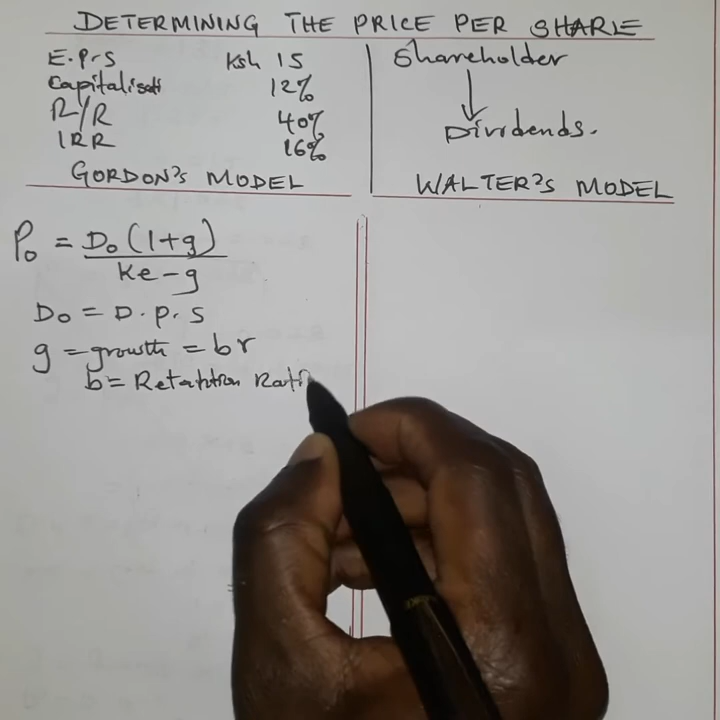 DETERMINING THE PRICE PER SHARE
E.P.S Ksh 15
Capitalisati 12%
R/R 40%
IRR 16%
GORDON'S MODEL
Shareholder
Dividends.
WALTER'S MODEL
P₀ = D₀(1+g)
Ke-g
D₀ = D.P.S
g = growth = br
b = Retention Rati